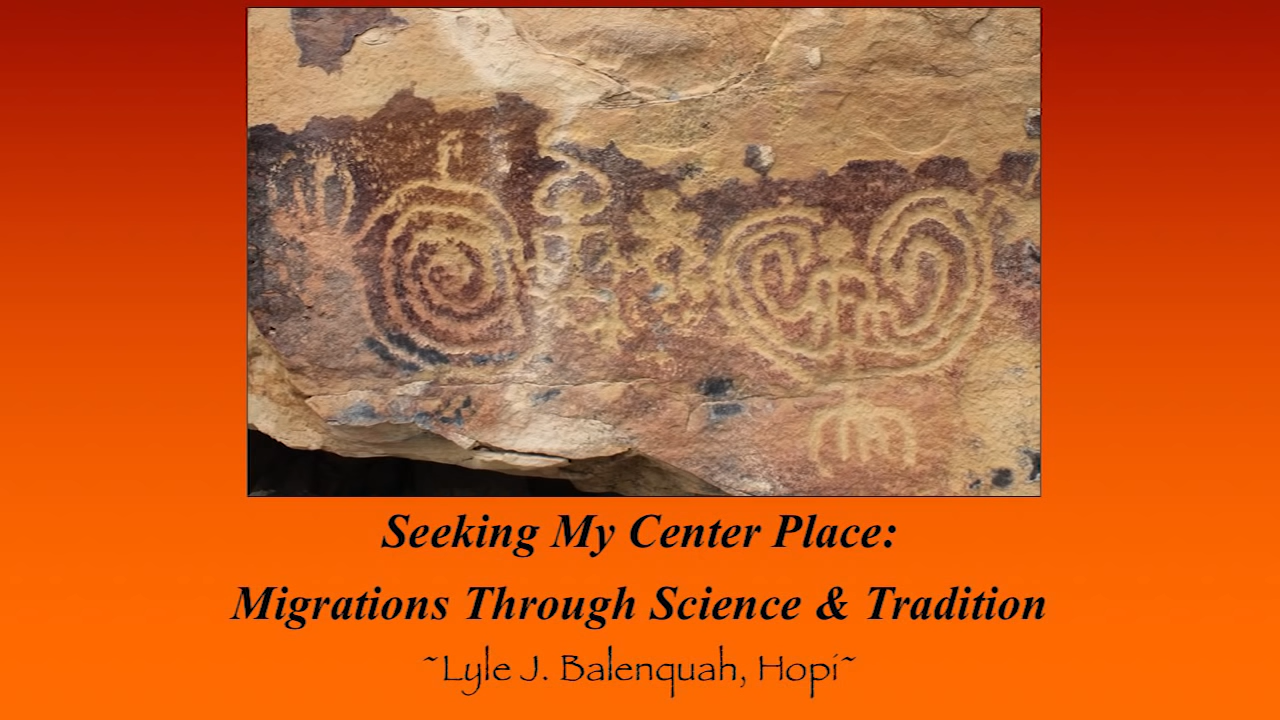 Seeking My Center Place:
Migrations Through Science & Tradition
~Lyle J. Balenquah, Hopi~